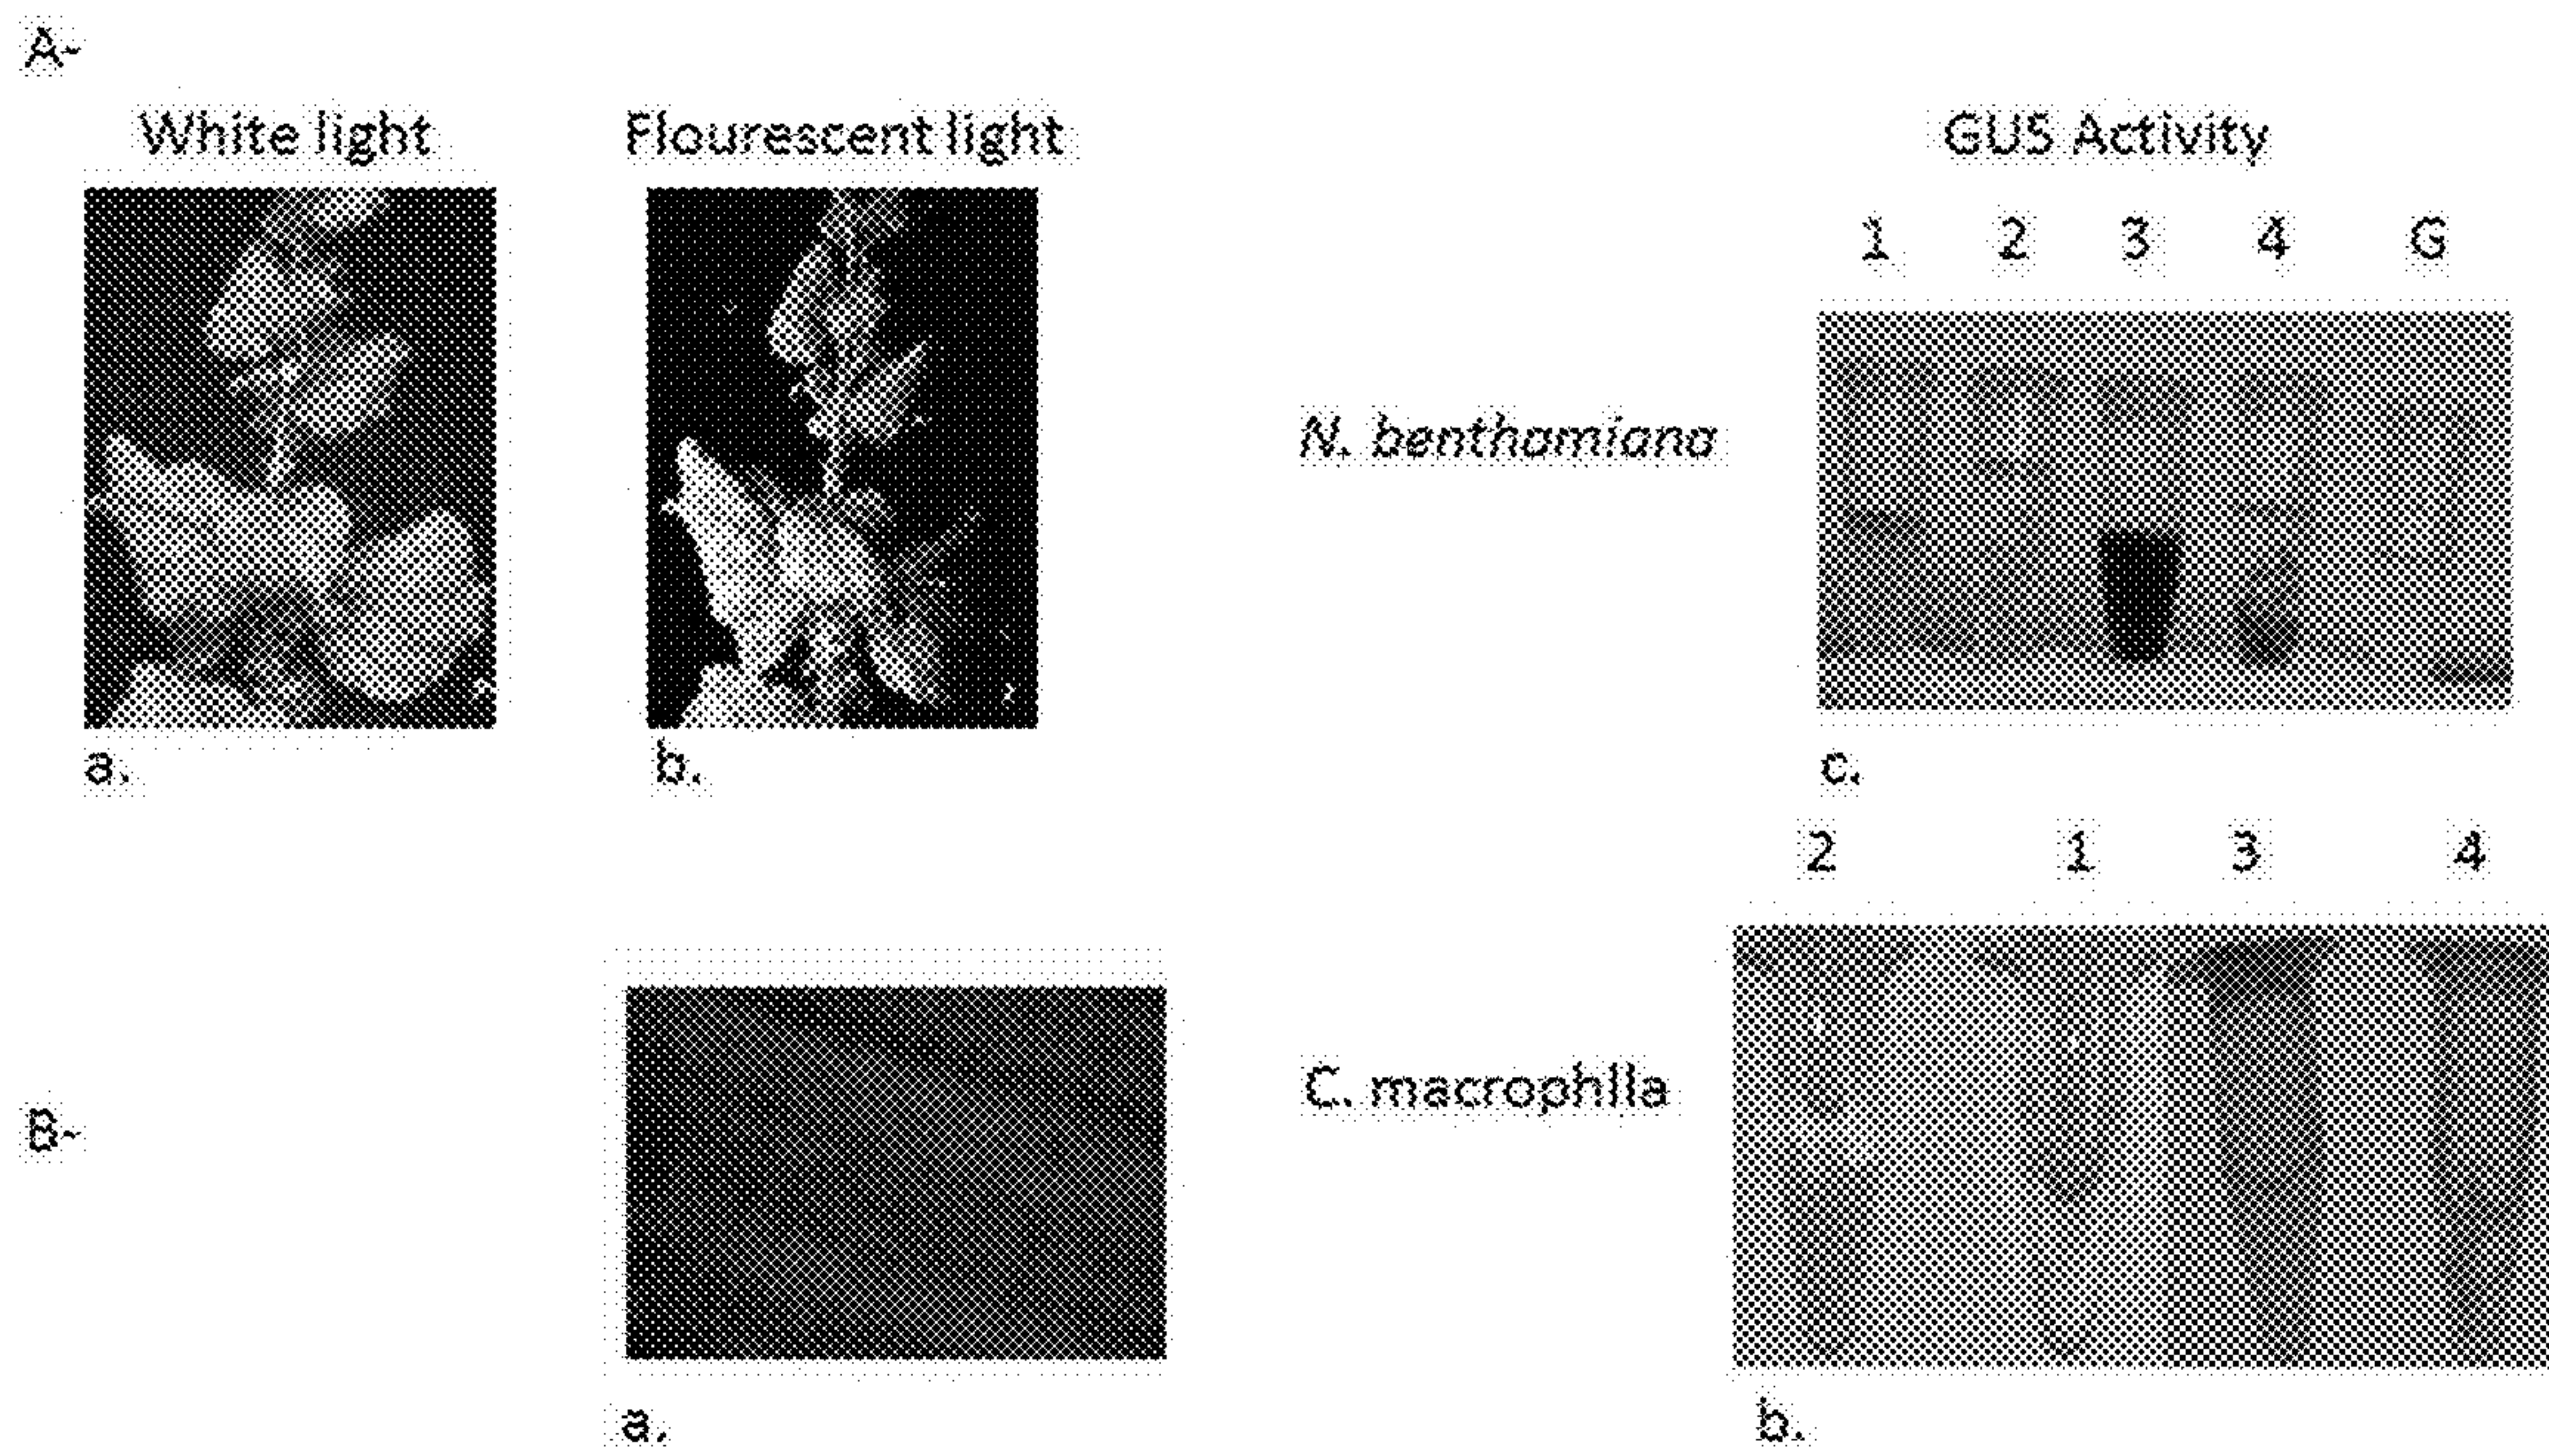 A-
White light
Flourescent light
GUS Activity
1 2 3 4 G
N. benthamiana
a.
b.
c.
2 1 3 4
B-
C. macrophlla
a.
b.